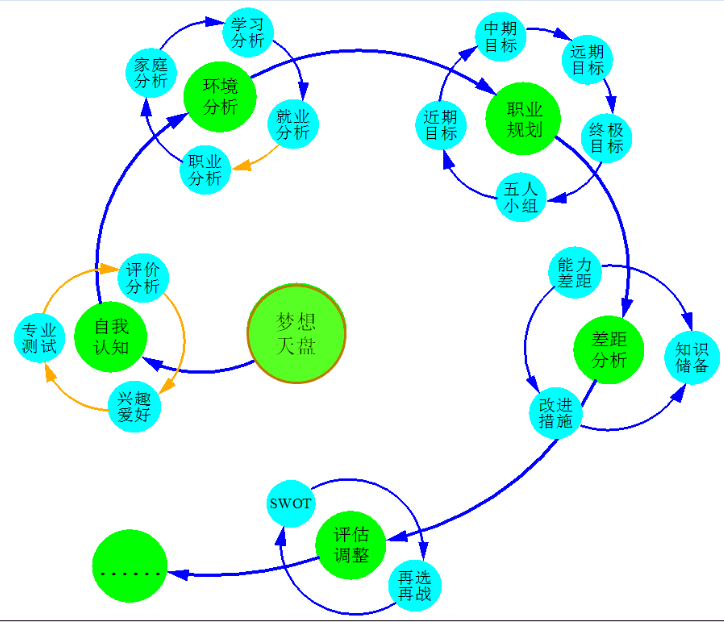 学习
分析
家庭
分析
环境
分析
就业
分析
职业
分析
中期
目标
远期
目标
近期
目标
职业
规划
终极
目标
五人
小组
评价
分析
专业
测试
自我
认知
兴趣
爱好
梦想
天盘
能力
差距
差距
分析
知识
储备
改进
措施
SWOT
评估
调整
再选
再战
......